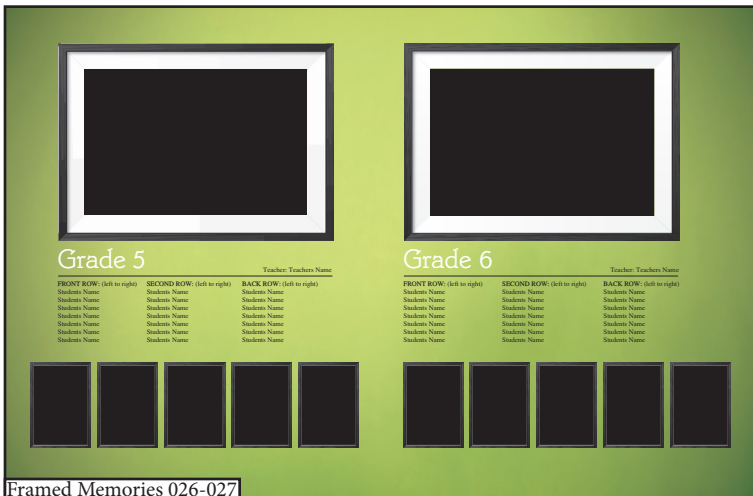 Grade 5
Teacher: Teachers Name
FRONT ROW: (left to right) SECOND ROW: (left to right) BACK ROW: (left to right)
Students Name Students Name Students Name
Students Name Students Name Students Name
Students Name Students Name Students Name
Students Name Students Name Students Name
Students Name Students Name Students Name
Students Name Students Name Students Name
Students Name Students Name Students Name
Grade 6
Teacher: Teachers Name
FRONT ROW: (left to right) SECOND ROW: (left to right) BACK ROW: (left to right)
Students Name Students Name Students Name
Students Name Students Name Students Name
Students Name Students Name Students Name
Students Name Students Name Students Name
Students Name Students Name Students Name
Students Name Students Name Students Name
Students Name Students Name Students Name
Framed Memories 026-027